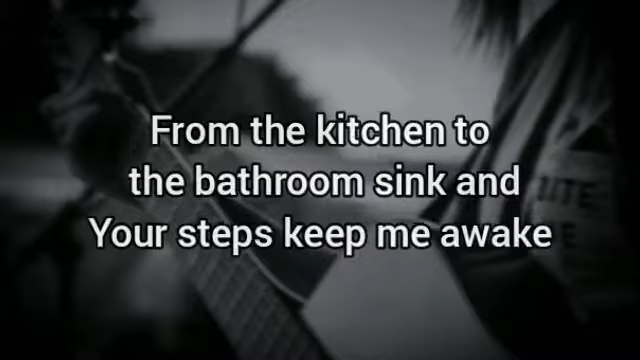 From the kitchen to
the bathroom sink and
Your steps keep me awake